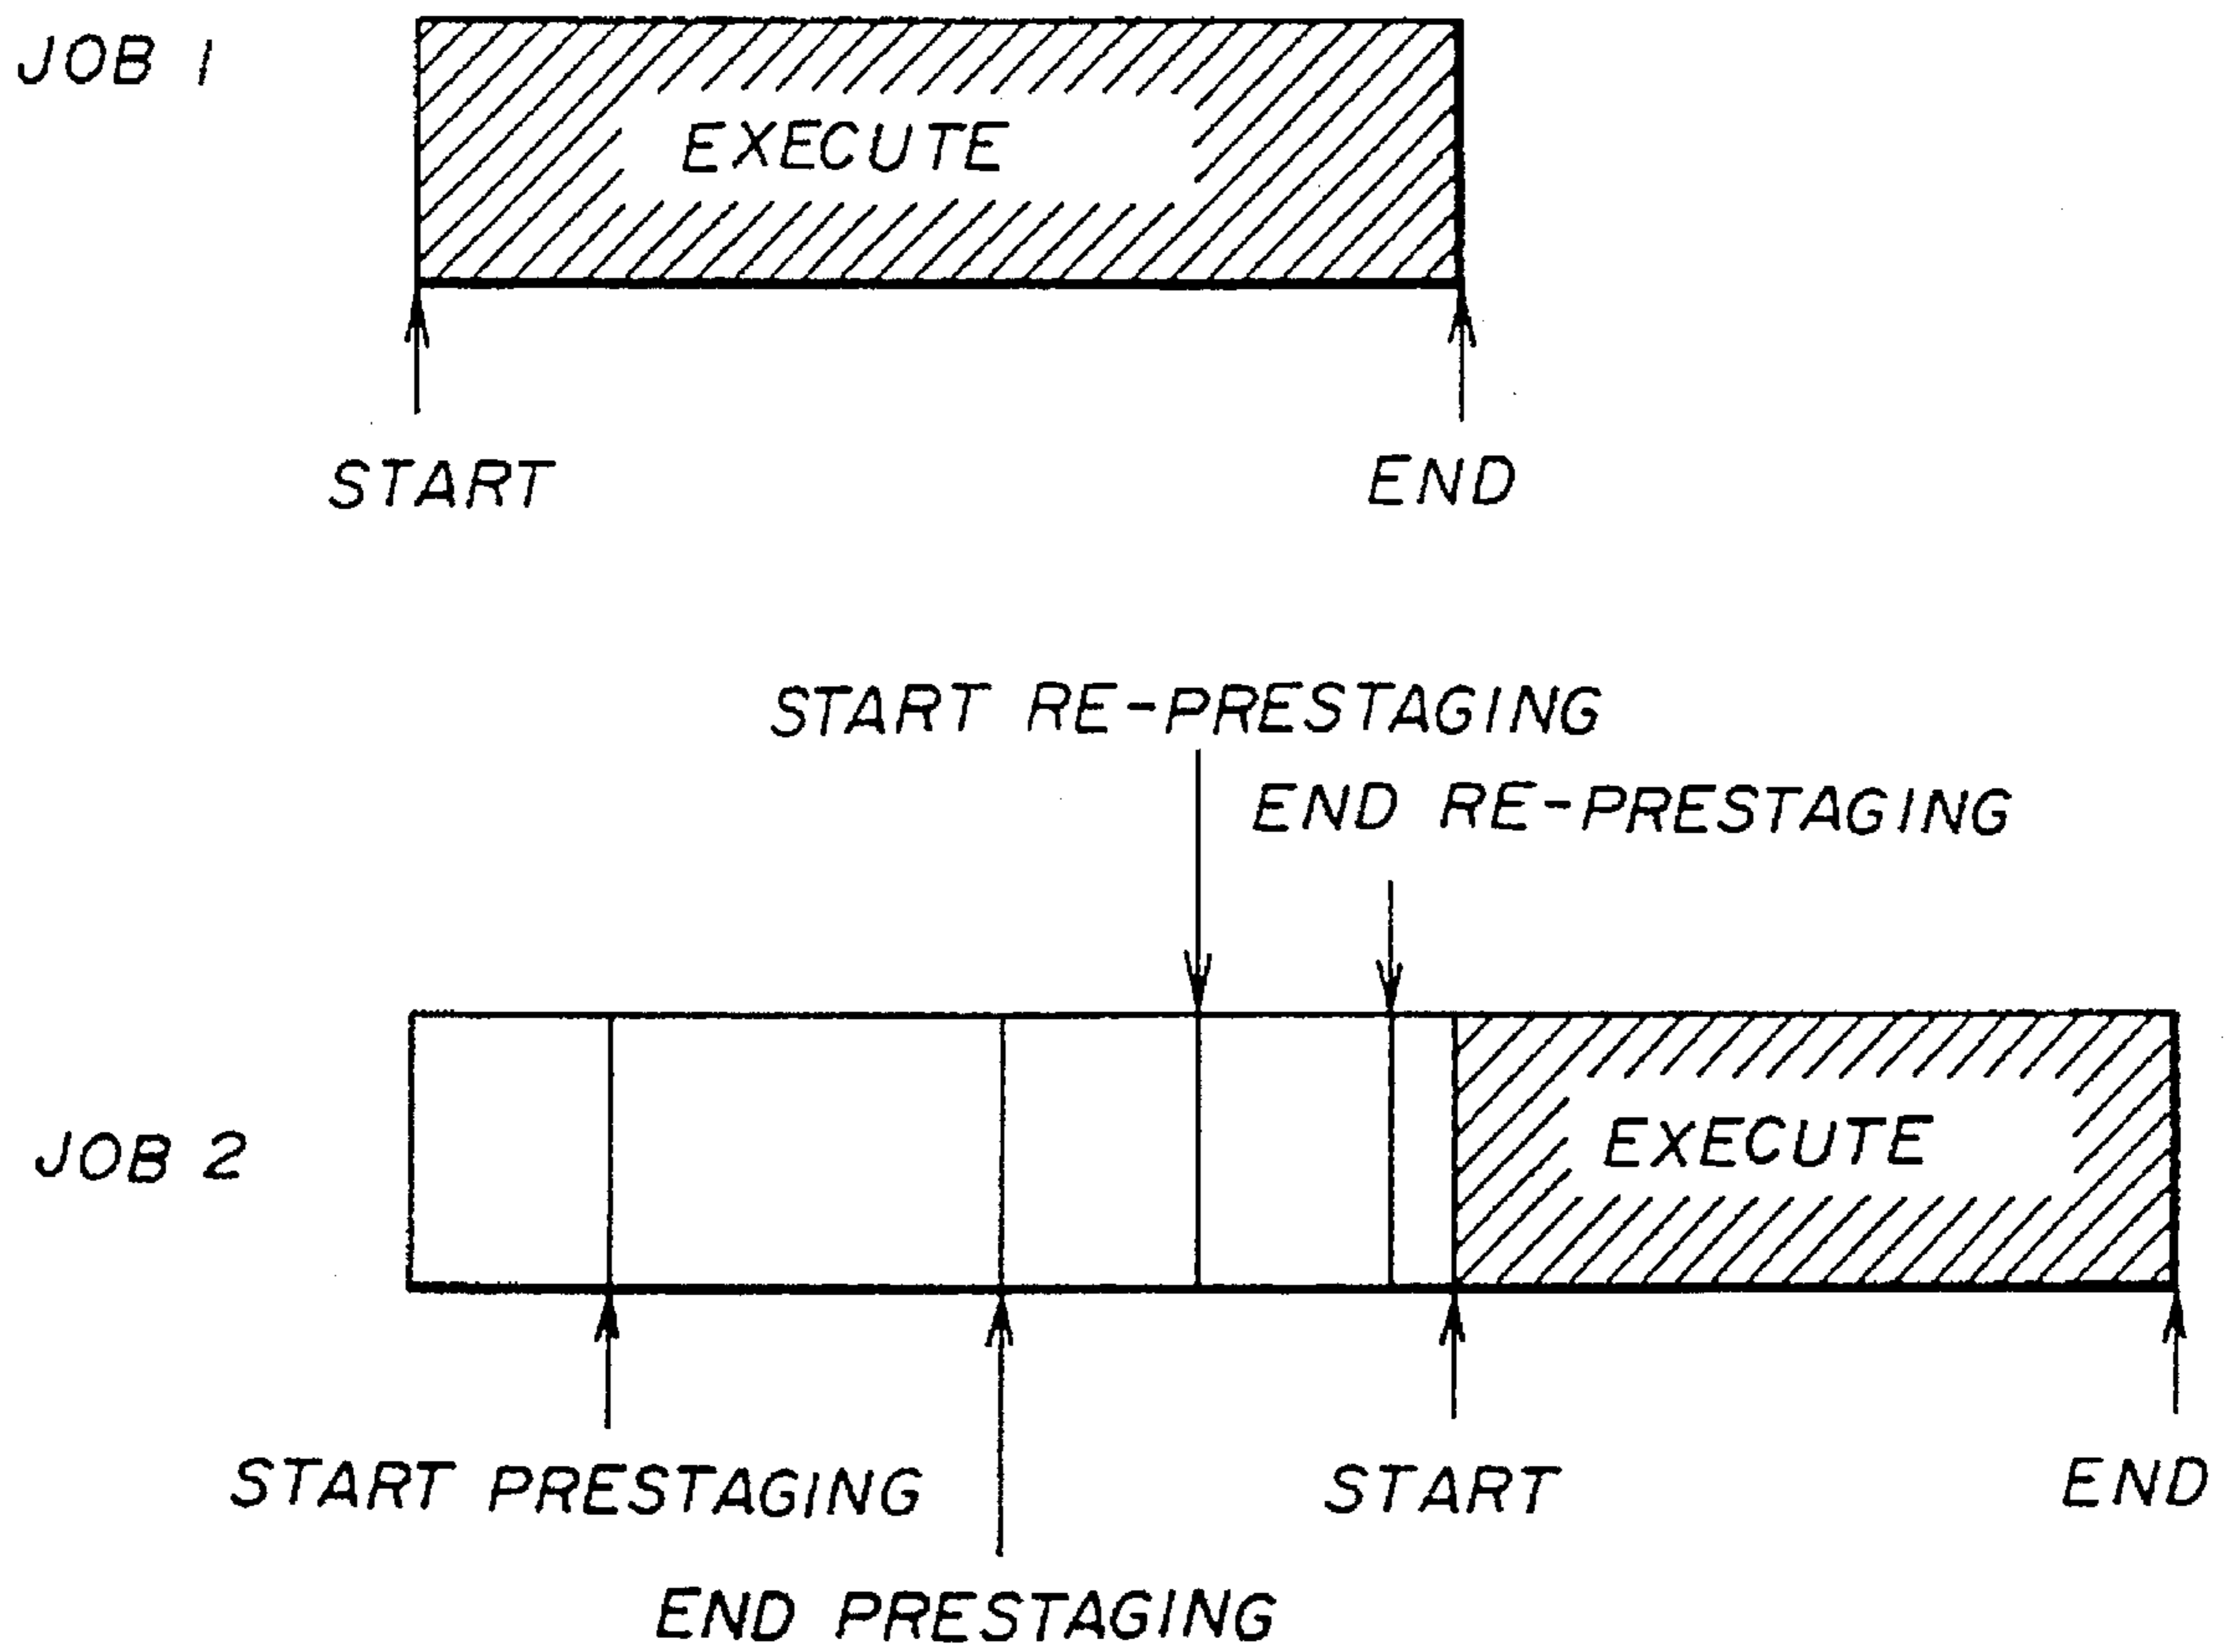 JOB 1
EXECUTE
START
END
START RE-PRESTAGING
END RE-PRESTAGING
JOB 2
EXECUTE
START PRESTAGING
START
END
END PRESTAGING